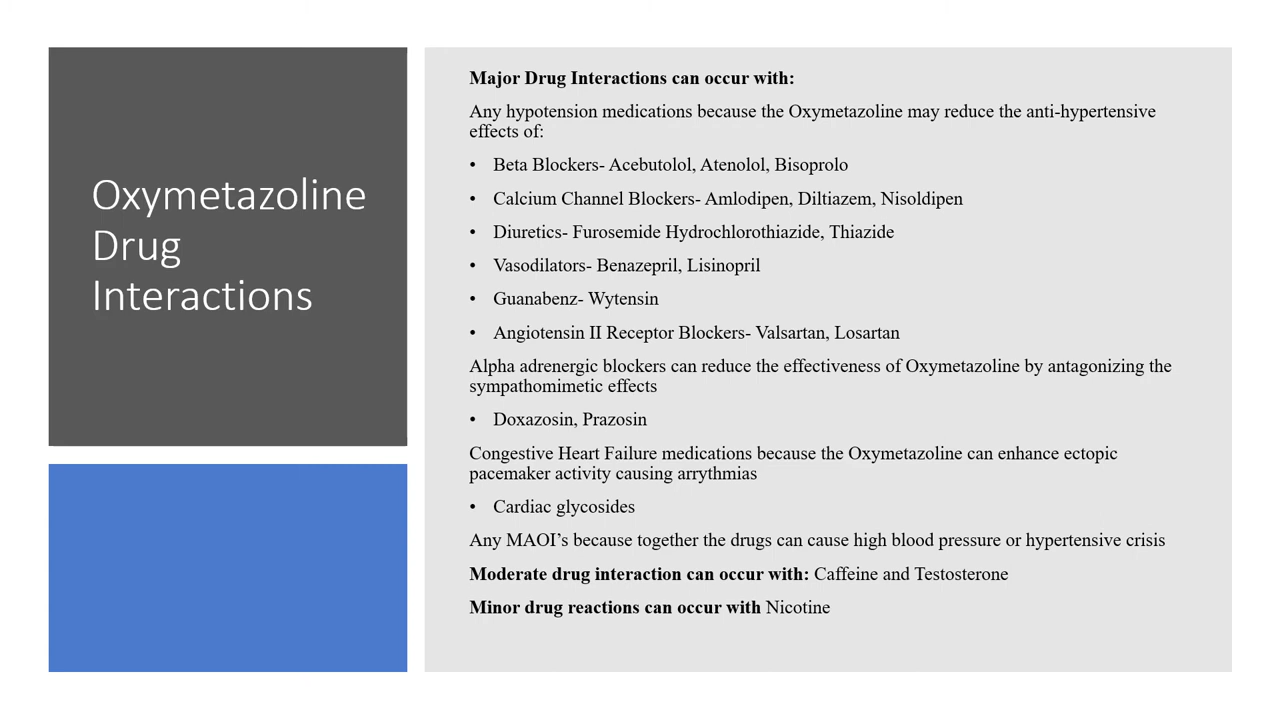 Oxymetazoline
Drug
Interactions
Major Drug Interactions can occur with:
Any hypotension medications because the Oxymetazoline may reduce the anti-hypertensive
effects of:
• Beta Blockers- Acebutolol, Atenolol, Bisoprolo
• Calcium Channel Blockers- Amlodipen, Diltiazem, Nisoldipen
• Diuretics- Furosemide Hydrochlorothiazide, Thiazide
• Vasodilators- Benazepril, Lisinopril
• Guanabenz- Wytensin
• Angiotensin II Receptor Blockers- Valsartan, Losartan
Alpha adrenergic blockers can reduce the effectiveness of Oxymetazoline by antagonizing the
sympathomimetic effects
• Doxazosin, Prazosin
Congestive Heart Failure medications because the Oxymetazoline can enhance ectopic
pacemaker activity causing arrythmias
• Cardiac glycosides
Any MAOI’s because together the drugs can cause high blood pressure or hypertensive crisis
Moderate drug interaction can occur with: Caffeine and Testosterone
Minor drug reactions can occur with Nicotine